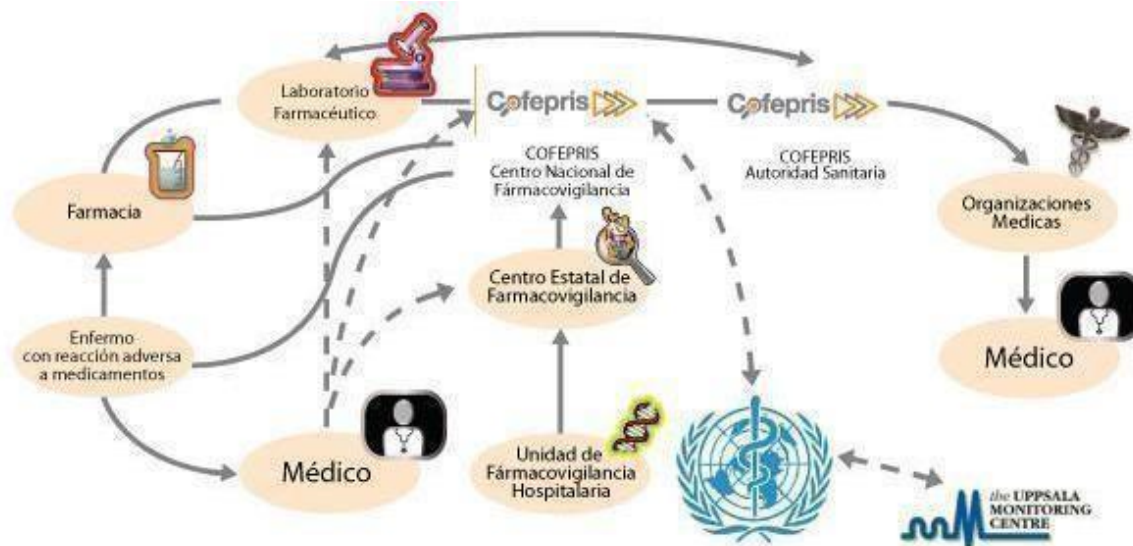 Laboratorio
Farmacéutico
Cofepris
Cofepris
COFEPRIS
Centro Nacional de
Fármacovigilancia
COFEPRIS
Autoridad Sanitaria
Farmacia
Organizaciones
Medicas
Centro Estatal de
Farmacovigilancia
Enfermo
con reacción adversa
a medicamentos
Médico
Médico
Unidad de
Fármacovigilancia
Hospitalaria
the UPPSALA
MONITORING
CENTRE